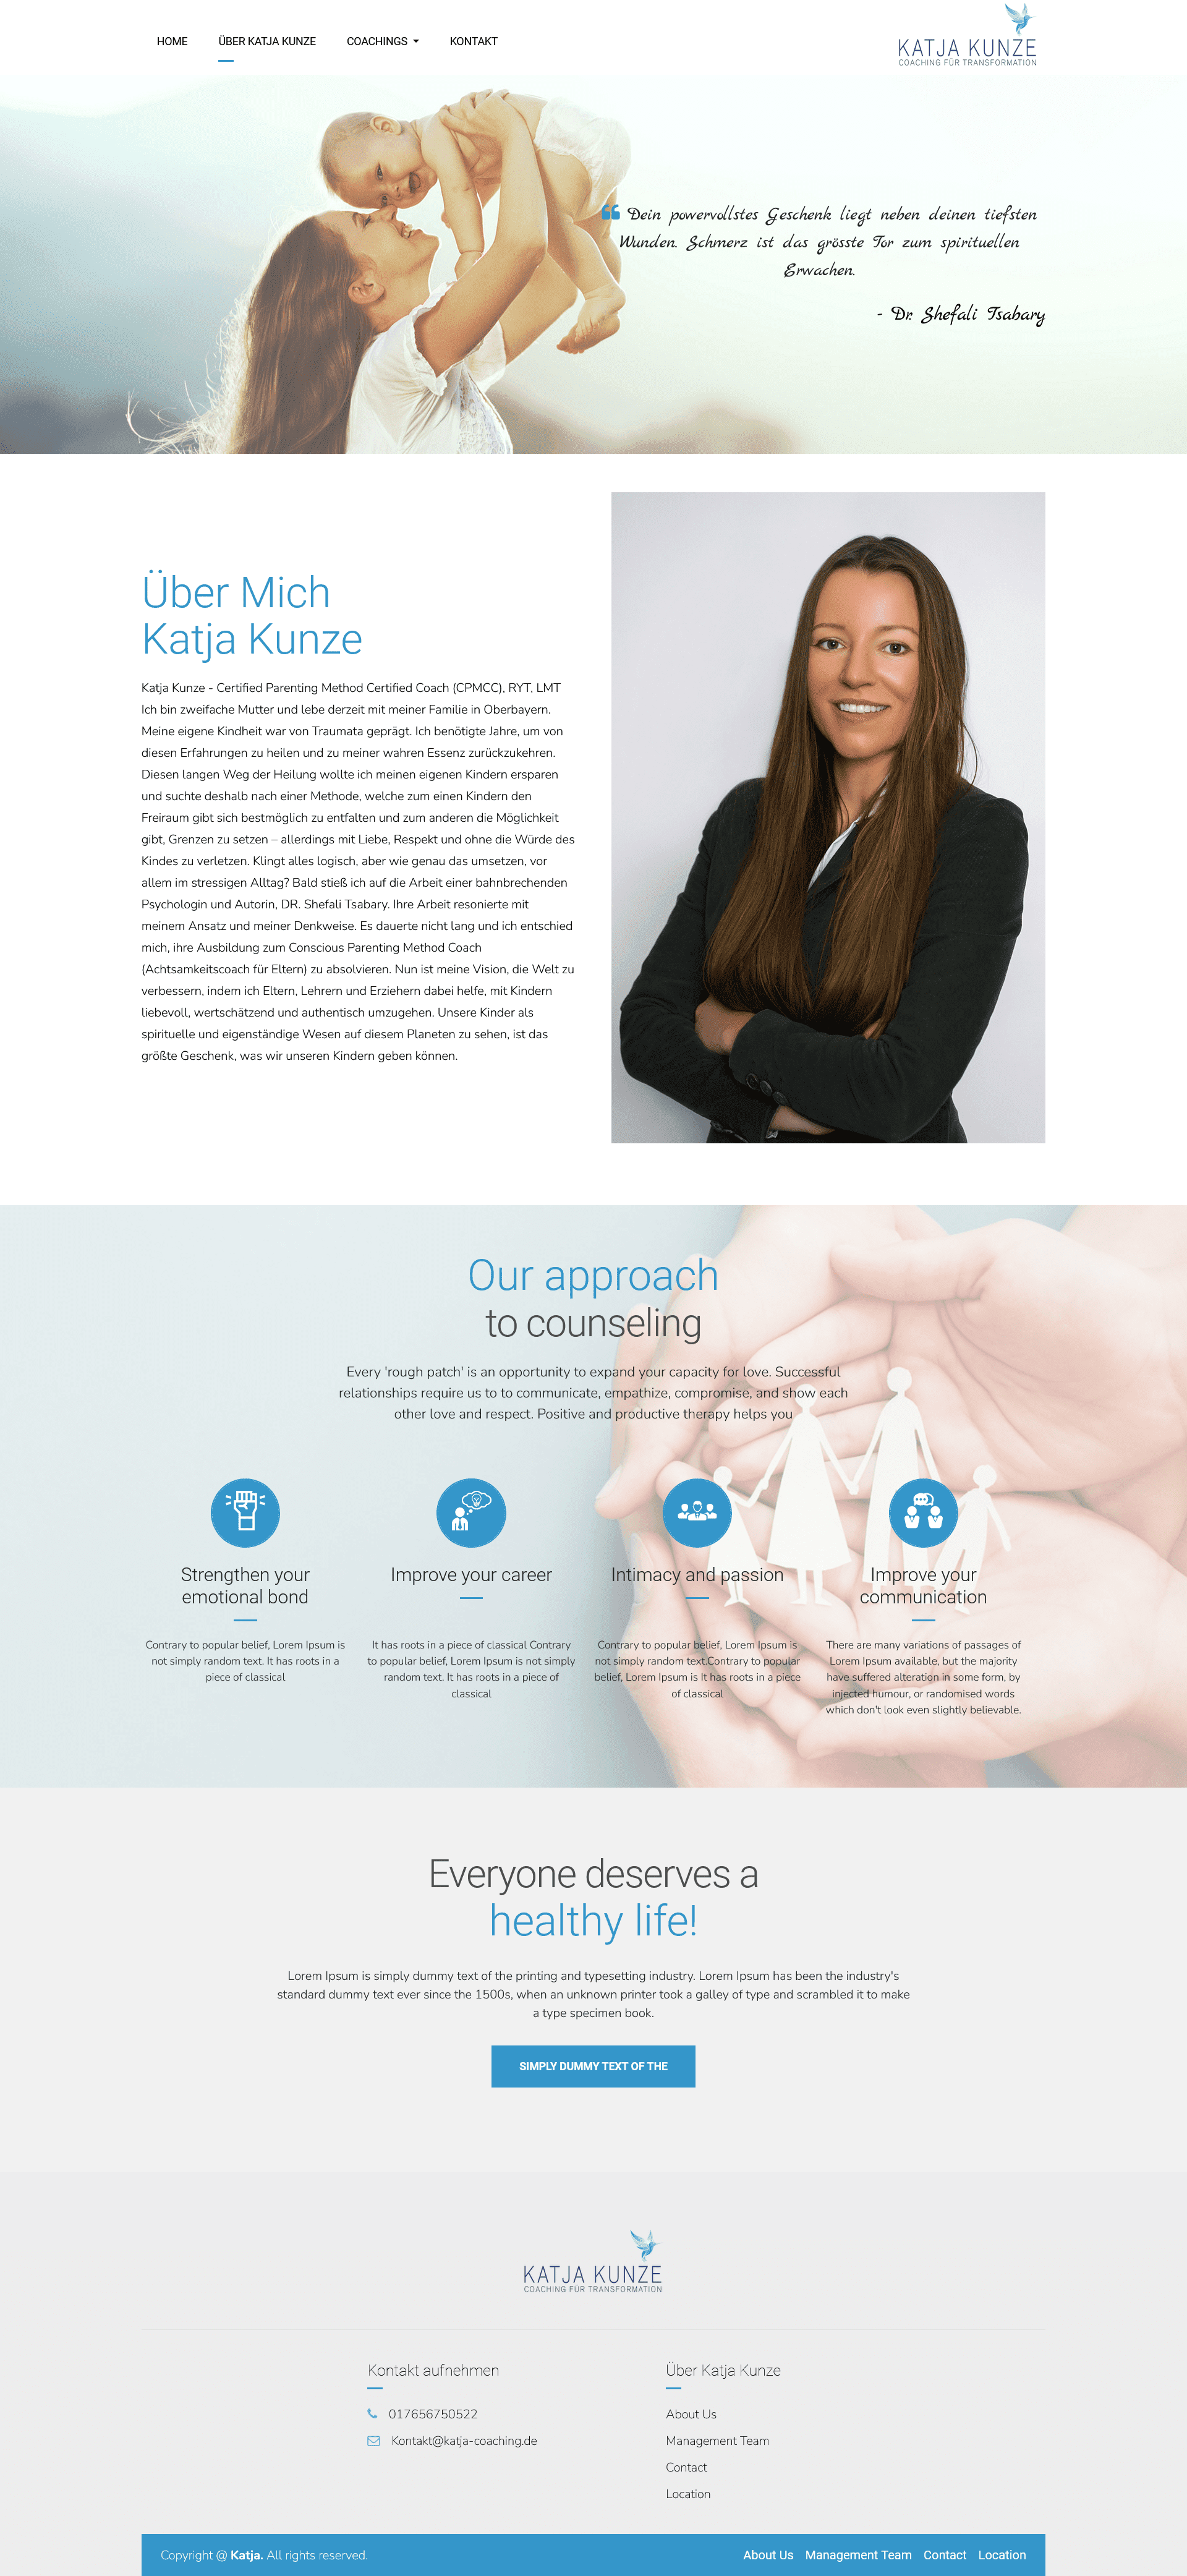 HOME ÜBER KATJA KUNZE COACHINGS KONTAKT
KATJA KUNZE
COACHING FÜR TRANSFORMATION
Dein powervollstes Geschenk liegt neben deinen tiefsten
Wunden. Schmerz ist das grösste Tor zum spirituellen
Erwachen.
- Dr. Shefali Tsabary
Über Mich
Katja Kunze
Katja Kunze - Certified Parenting Method Certified Coach (CPMCC), RYT, LMT
Ich bin zweifache Mutter und lebe derzeit mit meiner Familie in Oberbayern.
Meine eigene Kindheit war von Traumata geprägt. Ich benötigte Jahre, um von
diesen Erfahrungen zu heilen und zu meiner wahren Essenz zurückzukehren.
Diesen langen Weg der Heilung wollte ich meinen eigenen Kindern ersparen
und suchte deshalb nach einer Methode, welche zum einen Kindern den
Freiraum gibt sich bestmöglich zu entfalten und zum anderen die Möglichkeit
gibt, Grenzen zu setzen – allerdings mit Liebe, Respekt und ohne die Würde des
Kindes zu verletzen. Klingt alles logisch, aber wie genau das umsetzen, vor
allem im stressigen Alltag? Bald stieß ich auf die Arbeit einer bahnbrechenden
Psychologin und Autorin, DR. Shefali Tsabary. Ihre Arbeit resonierte mit
meinem Ansatz und meiner Denkweise. Es dauerte nicht lang und ich entschied
mich, ihre Ausbildung zum Conscious Parenting Method Coach
(Achtsamkeitscoach für Eltern) zu absolvieren. Nun ist meine Vision, die Welt zu
verbessern, indem ich Eltern, Lehrern und Erziehern dabei helfe, mit Kindern
liebevoll, wertschätzend und authentisch umzugehen. Unsere Kinder als
spirituelle und eigenständige Wesen auf diesem Planeten zu sehen, ist das
größte Geschenk, was wir unseren Kindern geben können.
Our approach
to counseling
Every 'rough patch' is an opportunity to expand your capacity for love. Successful
relationships require us to to communicate, empathize, compromise, and show each
other love and respect. Positive and productive therapy helps you
Strengthen your
emotional bond
Contrary to popular belief, Lorem Ipsum is
not simply random text. It has roots in a
piece of classical
Improve your career
It has roots in a piece of classical Contrary
to popular belief, Lorem Ipsum is not simply
random text. It has roots in a piece of
classical
Intimacy and passion
Contrary to popular belief, Lorem Ipsum is
not simply random text.Contrary to popular
belief, Lorem Ipsum is It has roots in a piece
of classical
Improve your
communication
There are many variations of passages of
Lorem Ipsum available, but the majority
have suffered alteration in some form, by
injected humour, or randomised words
which don't look even slightly believable.
Everyone deserves a
healthy life!
Lorem Ipsum is simply dummy text of the printing and typesetting industry. Lorem Ipsum has been the industry's
standard dummy text ever since the 1500s, when an unknown printer took a galley of type and scrambled it to make
a type specimen book.
SIMPLY DUMMY TEXT OF THE
KATJA KUNZE
COACHING FÜR TRANSFORMATION
Kontakt aufnehmen
017656750522
Kontakt@katja-coaching.de
Über Katja Kunze
About Us
Management Team
Contact
Location
Copyright @ Katja. All rights reserved.
About Us Management Team Contact Location